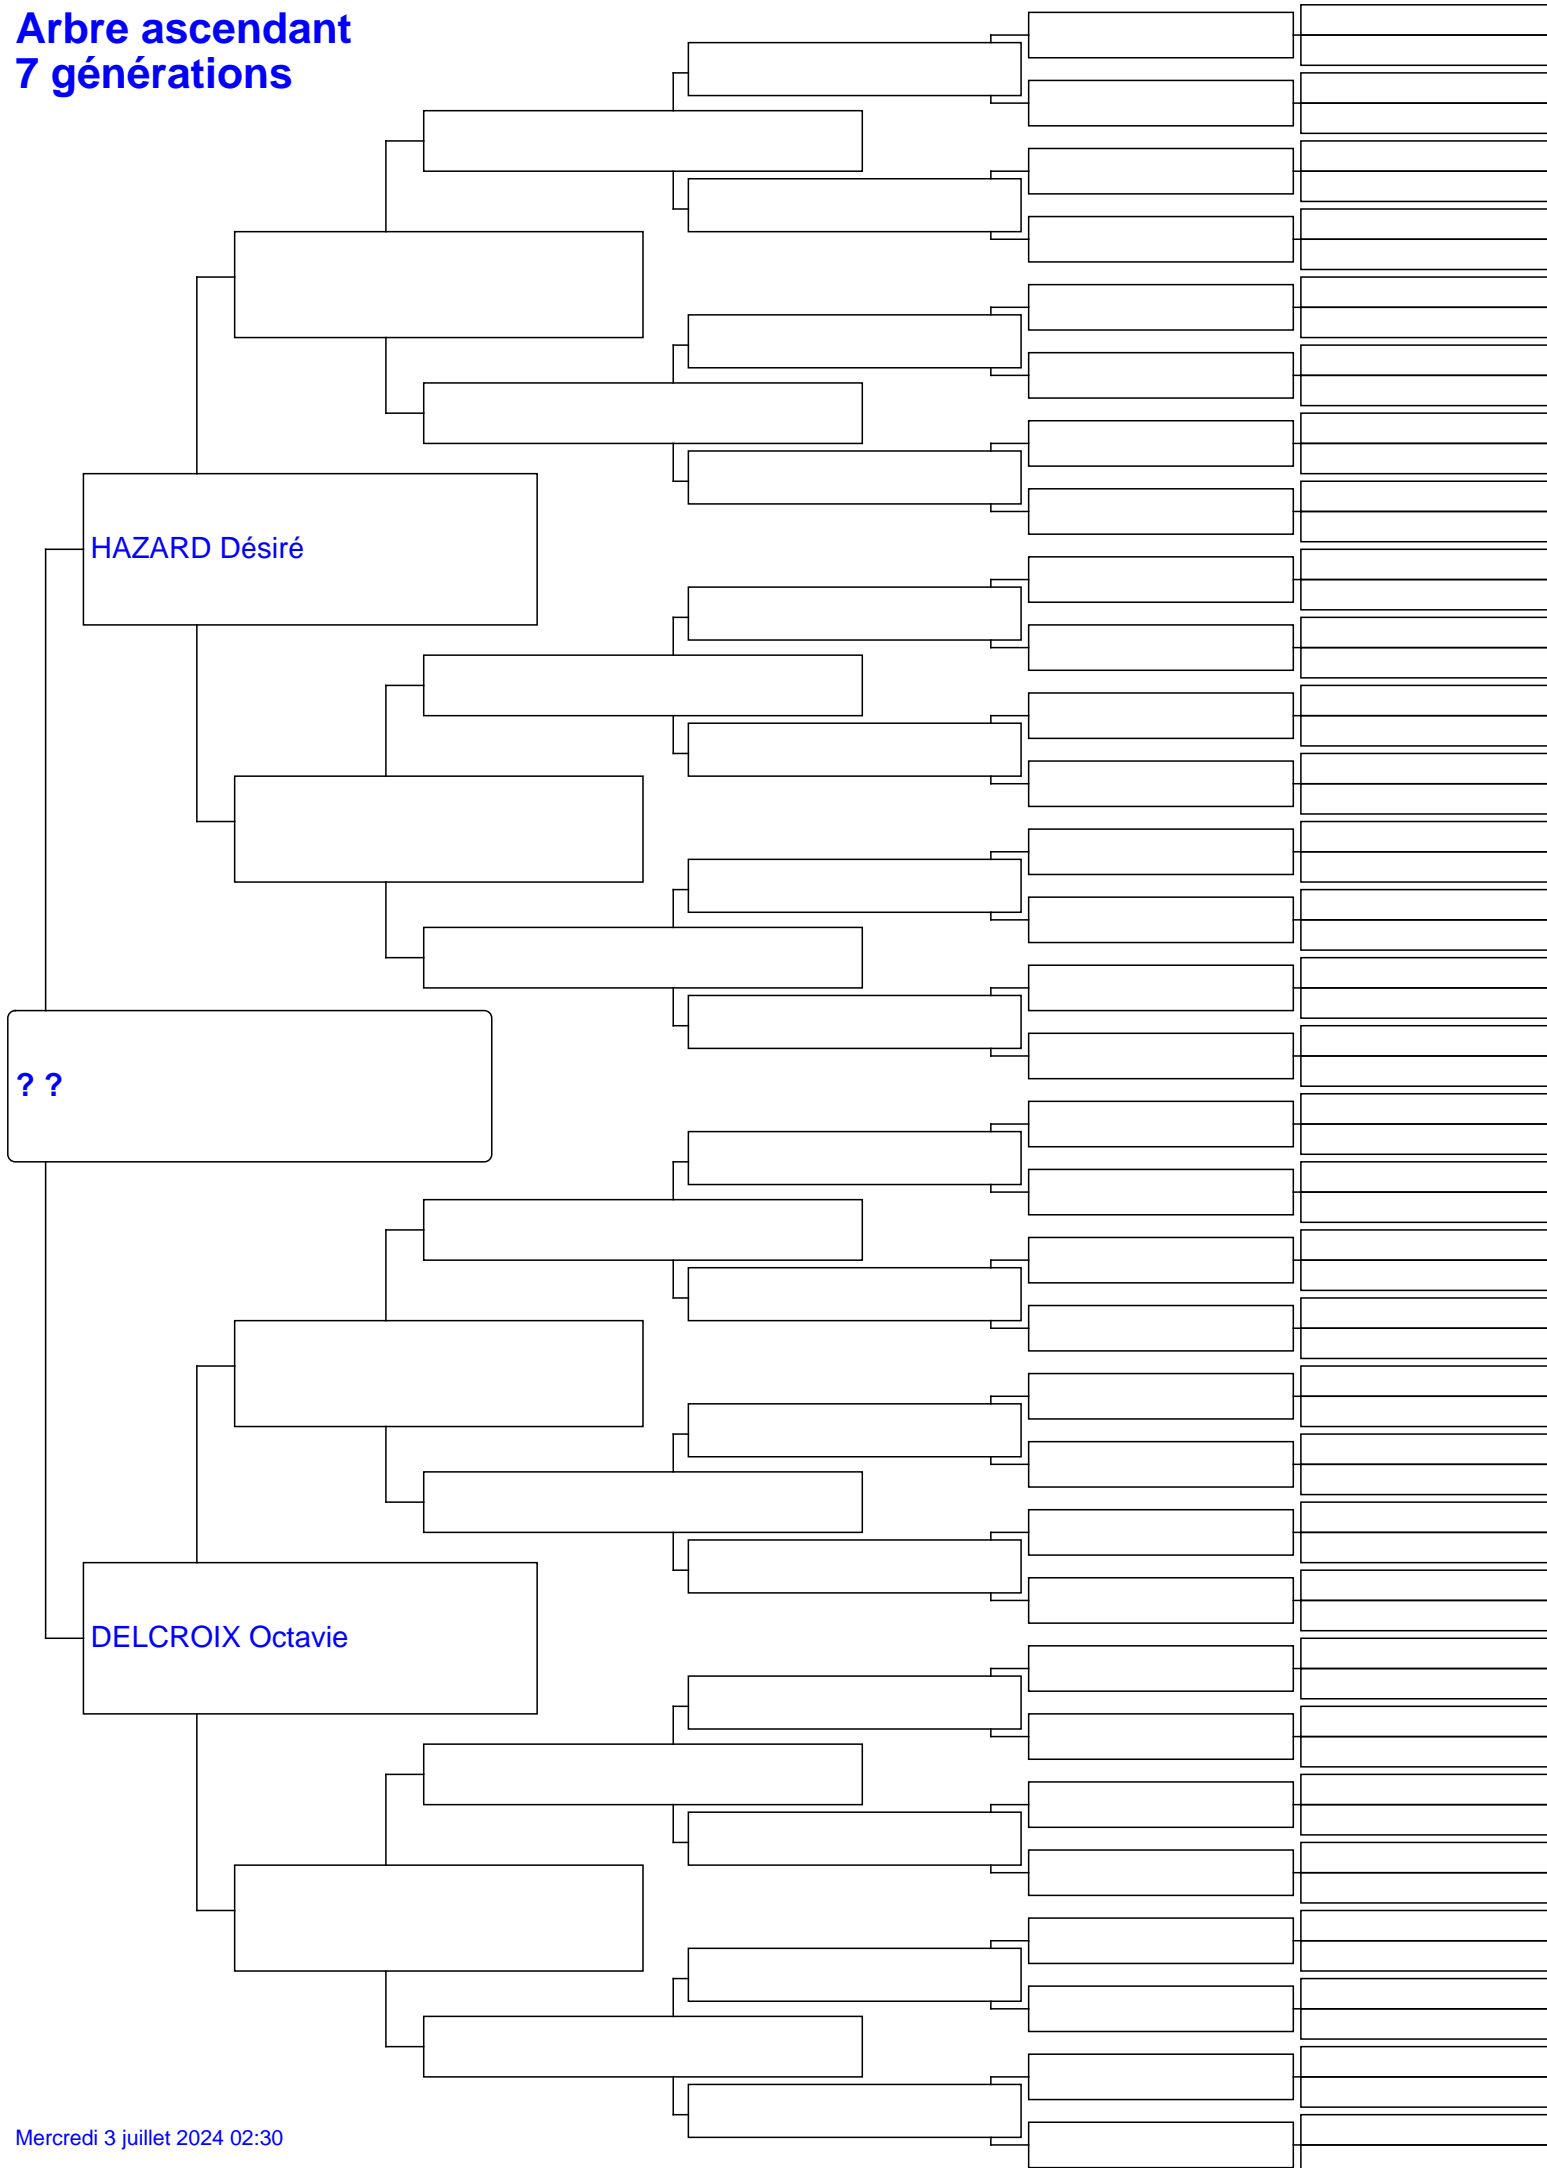 Arbre ascendant
7 générations
HAZARD Désiré
? ?
DELCROIX Octavie
Mercredi 3 juillet 2024 02:30